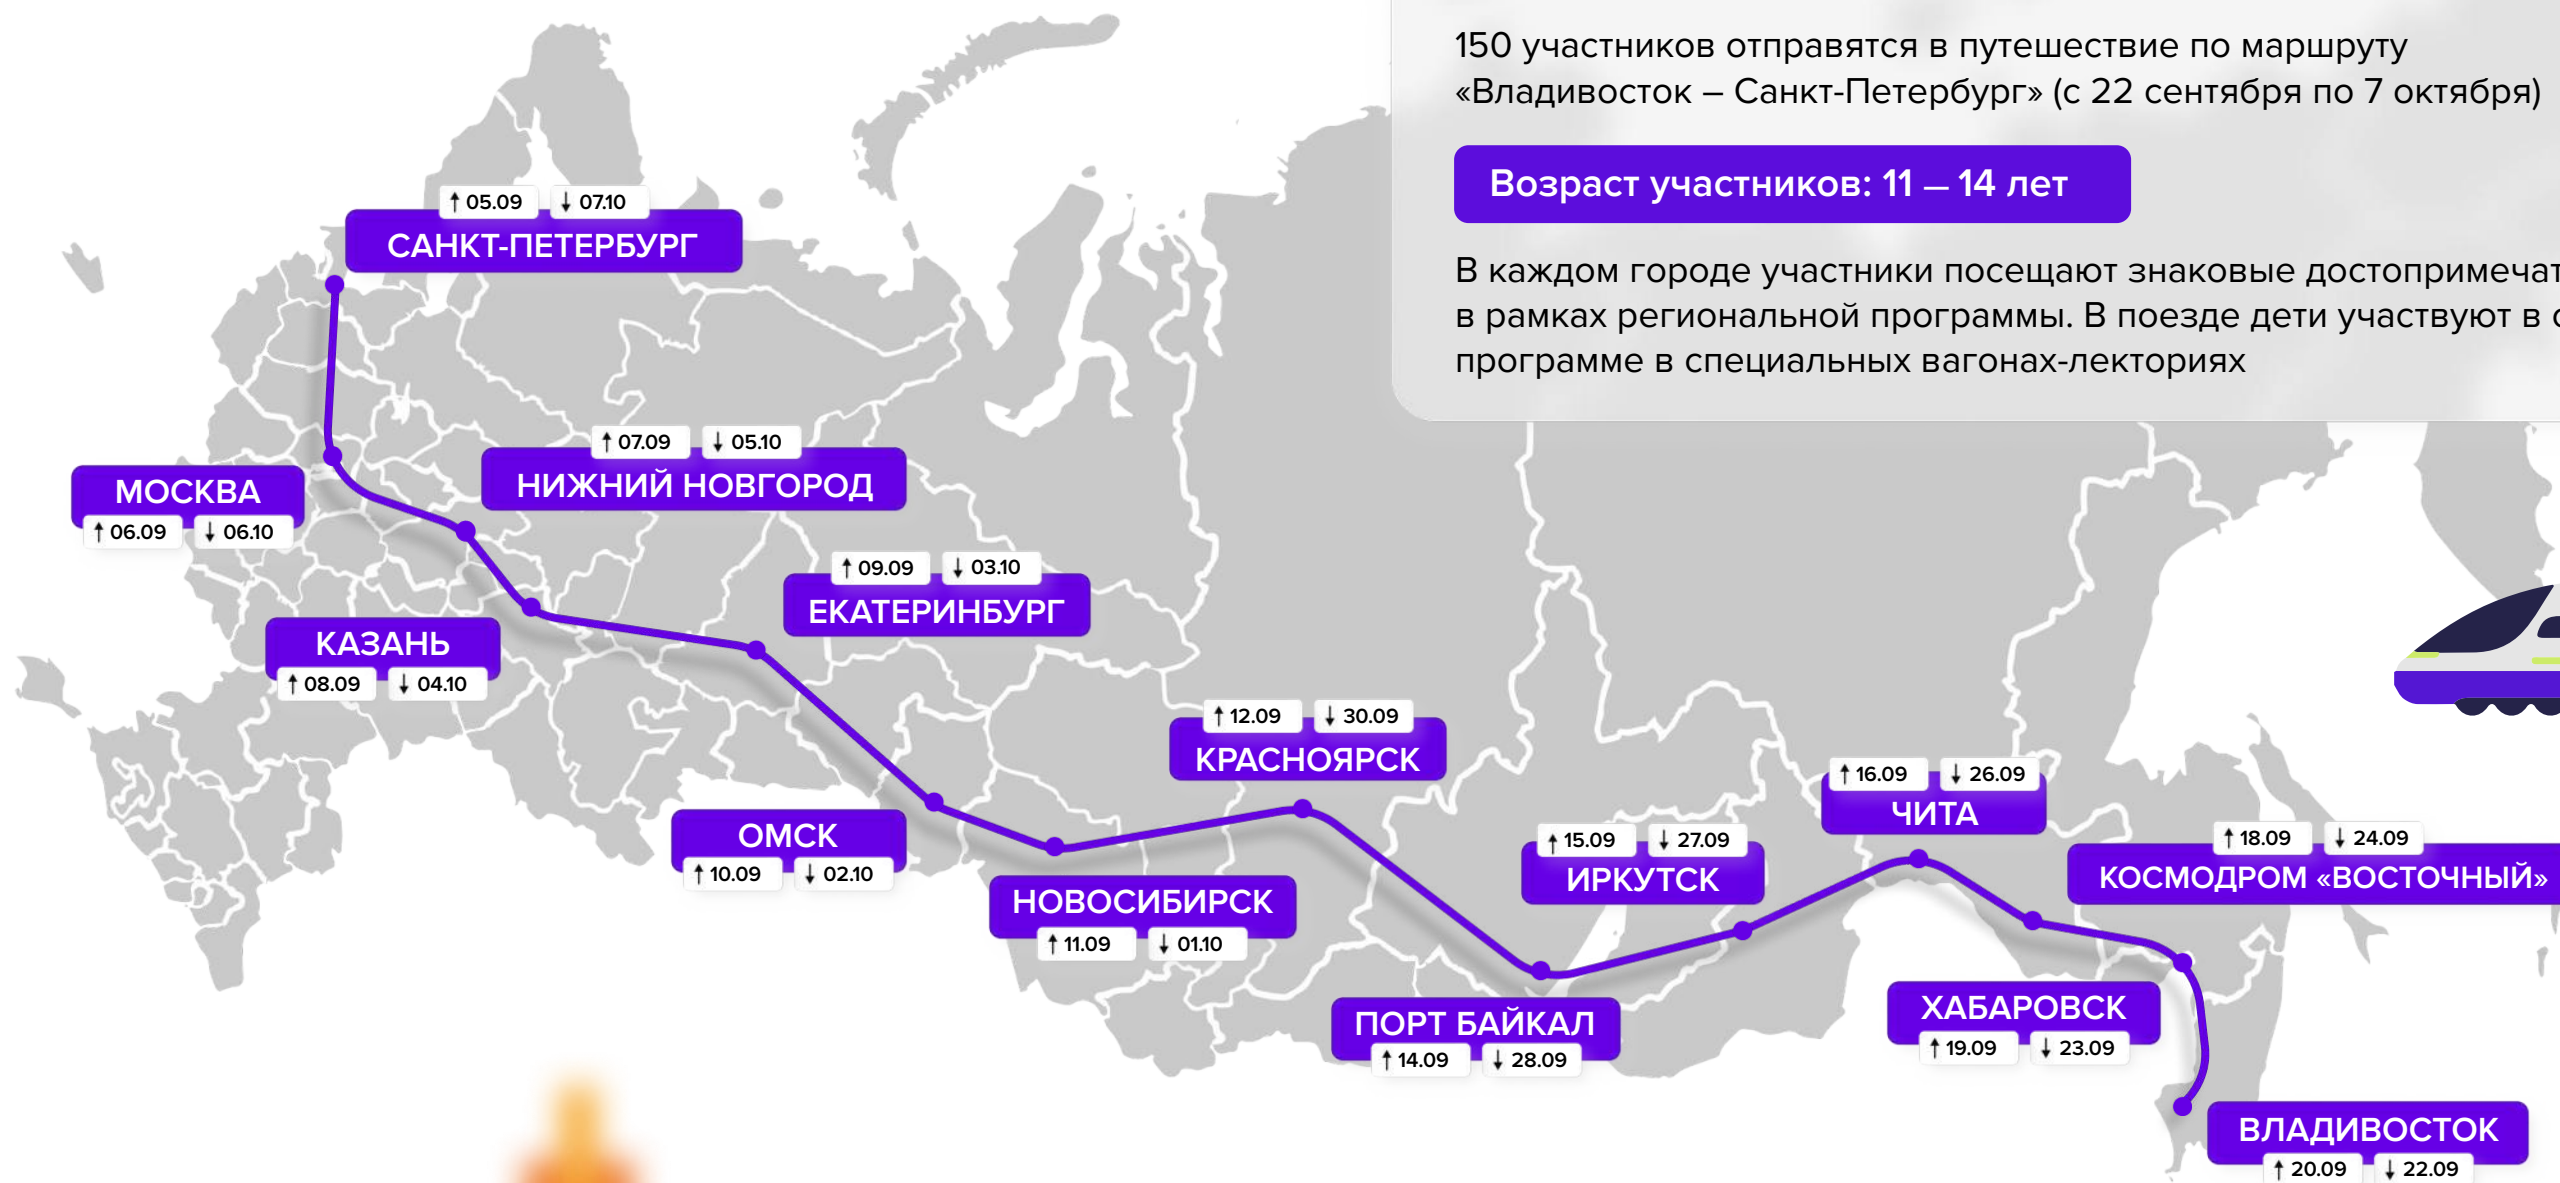 150 участников отправятся в путешествие по маршруту
«Владивосток – Санкт-Петербург» (с 22 сентября по 7 октября)
Возраст участников: 11 — 14 лет
В каждом городе участники посещают знаковые
в рамках региональной программы. В поезде дети участвуют в
программе в специальных вагонах-лекториях
↑ 05.09 ↓ 07.10
САНКТ-ПЕТЕРБУРГ
МОСКВА
↑ 06.09 ↓ 06.10
↑ 07.09 ↓ 05.10
НИЖНИЙ НОВГОРОД
КАЗАНЬ
↑ 08.09 ↓ 04.10
↑ 09.09 ↓ 03.10
ЕКАТЕРИНБУРГ
ОМСК
↑ 10.09 ↓ 02.10
НОВОСИБИРСК
↑ 11.09 ↓ 01.10
↑ 12.09 ↓ 30.09
КРАСНОЯРСК
ПОРТ БАЙКАЛ
↑ 14.09 ↓ 28.09
↑ 15.09 ↓ 27.09
ИРКУТСК
↑ 16.09 ↓ 26.09
ЧИТА
↑ 18.09 ↓ 24.09
КОСМОДРОМ «ВОСТОЧНЫЙ»
ХАБАРОВСК
↑ 19.09 ↓ 23.09
ВЛАДИВОСТОК
↑ 20.09 ↓ 22.09